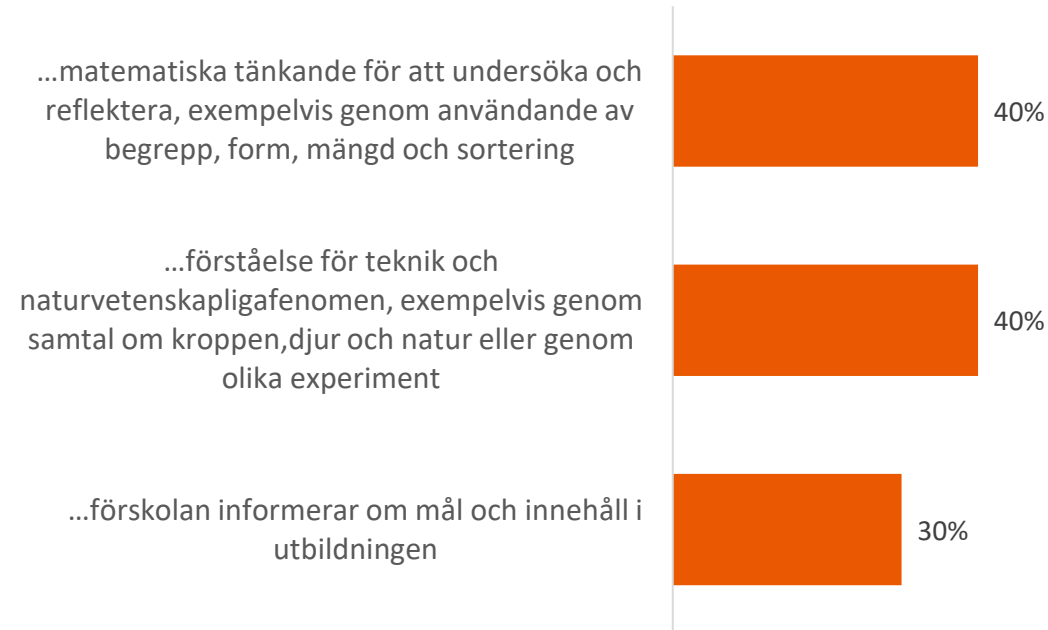 ...matematiska tänkande för att undersöka och
reflektera, exempelvis genom användande av
begrepp, form, mängd och sortering
40%
...förståelse för teknik och
naturvetenskapligafenomen, exempelvis genom
samtal om kroppen,djur och natur eller genom
olika experiment
40%
...förskolan informerar om mål och innehåll i
utbildningen
30%